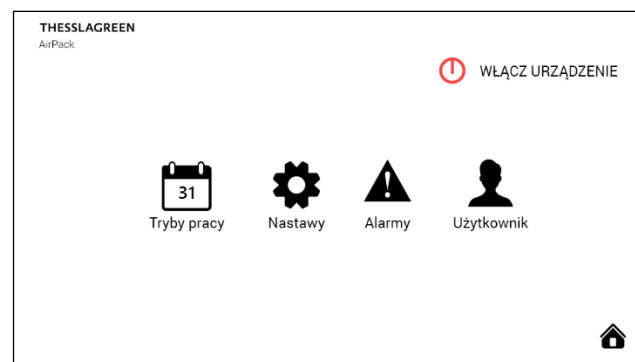 THESSLAGREEN
AirPack
WŁĄCZ URZĄDZENIE
31
Tryby pracy
Nastawy
Alarmy
Użytkownik